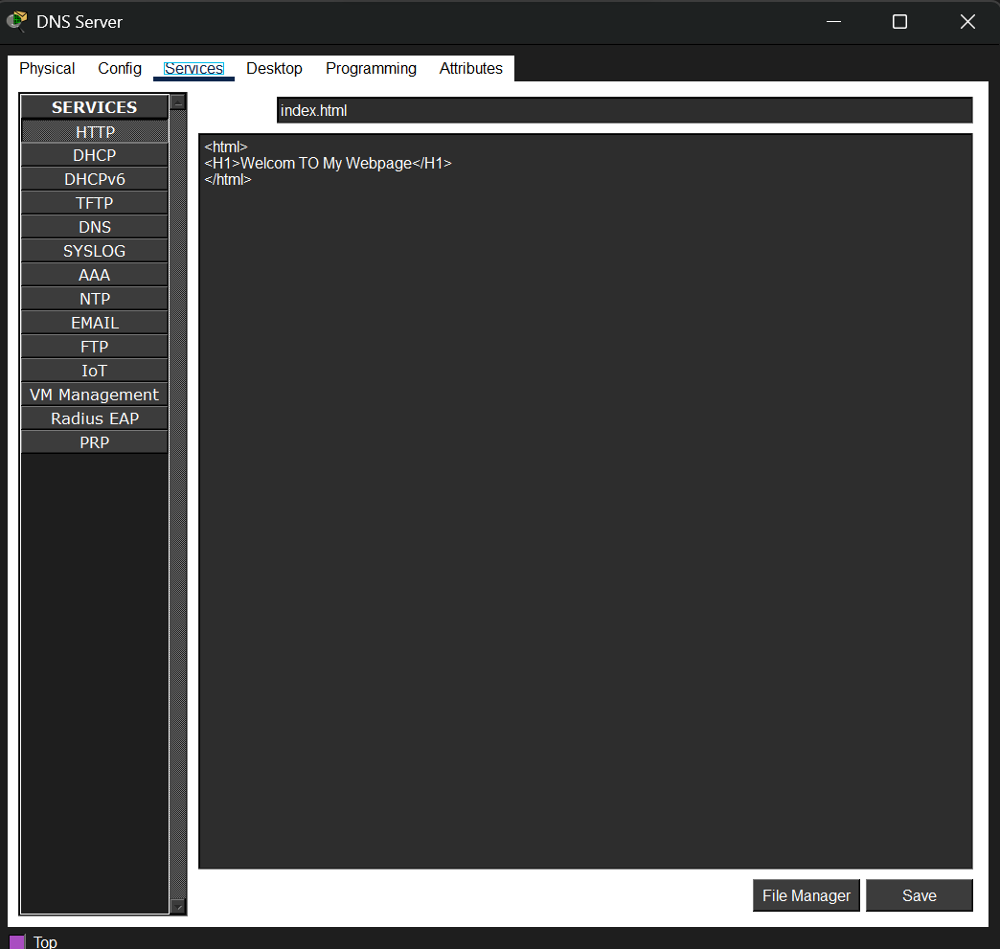 DNS Server
Physical Config Services Desktop Programming Attributes
SERVICES
HTTP
DHCP
DHCPv6
TFTP
DNS
SYSLOG
AAA
NTP
EMAIL
FTP
IoT
VM Management
Radius EAP
PRP
index.html
<html>
<H1>Welcom TO My Webpage</H1>
</html>
File Manager Save
Top